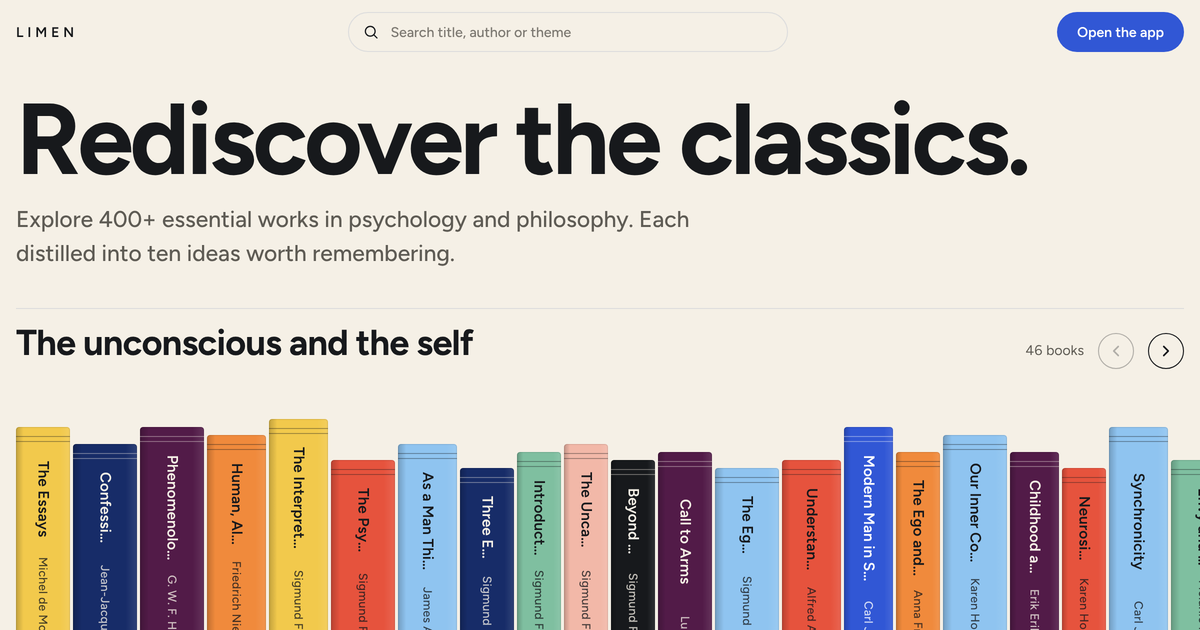 LIMEN
Search title, author or theme
Open the app
Rediscover the classics.
Explore 400+ essential works in psychology and philosophy. Each
distilled into ten ideas worth remembering.
The unconscious and the self
46 books
The Essays Michel de Mo
Confessi... Jean-Jacqu
Phenomenolo... G. W. F. H
Human, Al... Friedrich Nie
The Interpret... Sigmund F
The Psy... Sigmund F
As a Man Thi... James A
Three E... Sigmund
Introduct... Sigmund F
The Unca... Sigmund F
Beyond ... Sigmund F
Call to Arms Lu
The Eg... Sigmund
Understan... Alfred A
Modern Man in S... Carl J
The Ego and... Anna F
Our Inner Co... Karen Ho
Childhood a... Erik Eri
Neurosi... Karen Ho
Synchronicity Carl J